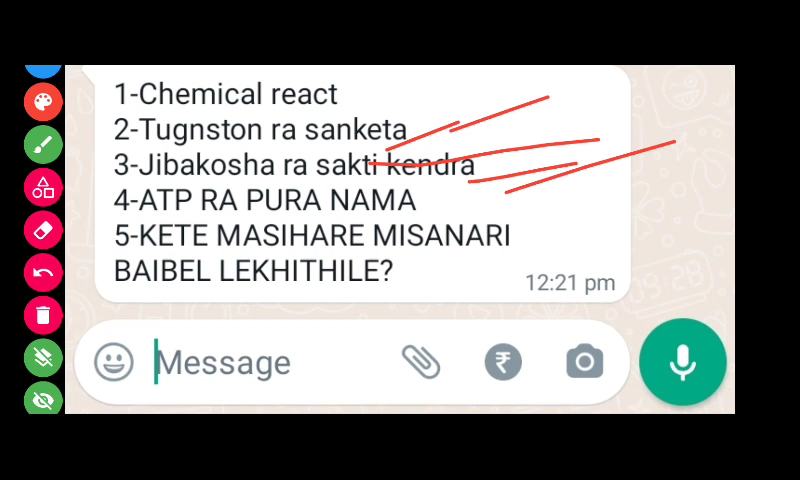 1-Chemical react
2-Tugnston ra sanketa
3-Jibakosha ra sakti kendra
4-ATP RA PURA NAMA
5-KETE MASIHARE MISANARI
BAIBEL LEKHITHILE?
12:21 pm
Message